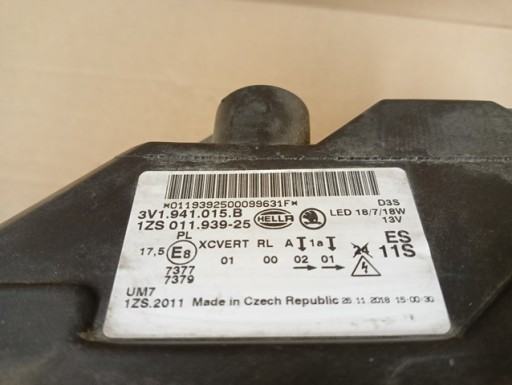 *0119392500099631F*
3V1.941.015.B HELLA D3S
1ZS 011.939-25 LED 18/7/18W
13V
PL XCVERT RL A 1a ES
17,5 E8 01 00 02 01 11S
7377
7379
UM7
1ZS.2011 Made in Czech Republic 26 11 2018 15:00:30